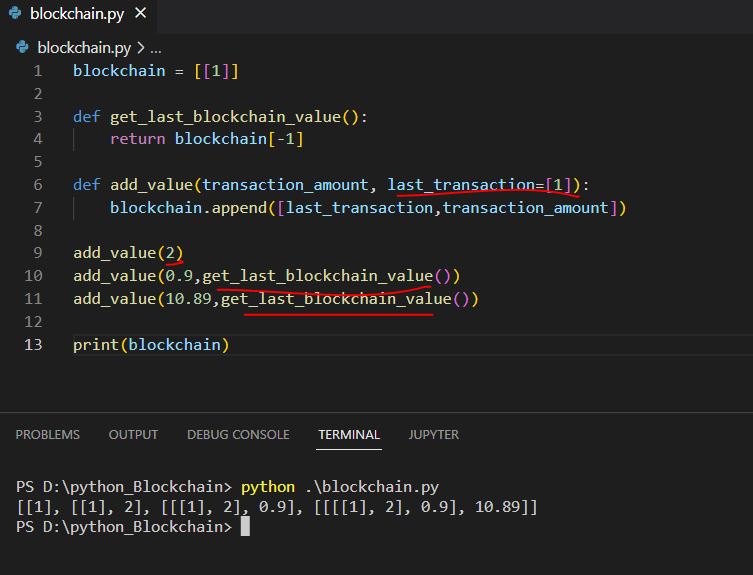 blockchain.py ×
blockchain.py > ...
1 blockchain = [[1]]
2
3 def get_last_blockchain_value():
4     return blockchain[-1]
5
6 def add_value(transaction_amount, last_transaction=[1]):
7     blockchain.append([last_transaction,transaction_amount])
8
9 add_value(2)
10 add_value(0.9,get_last_blockchain_value())
11 add_value(10.89,get_last_blockchain_value())
12
13 print(blockchain)
PROBLEMS OUTPUT DEBUG CONSOLE TERMINAL JUPYTER
PS D:\python_Blockchain> python .\blockchain.py
[[1], [[1], 2], [[[1], 2], 0.9], [[[[1], 2], 0.9], 10.89]]
PS D:\python_Blockchain>